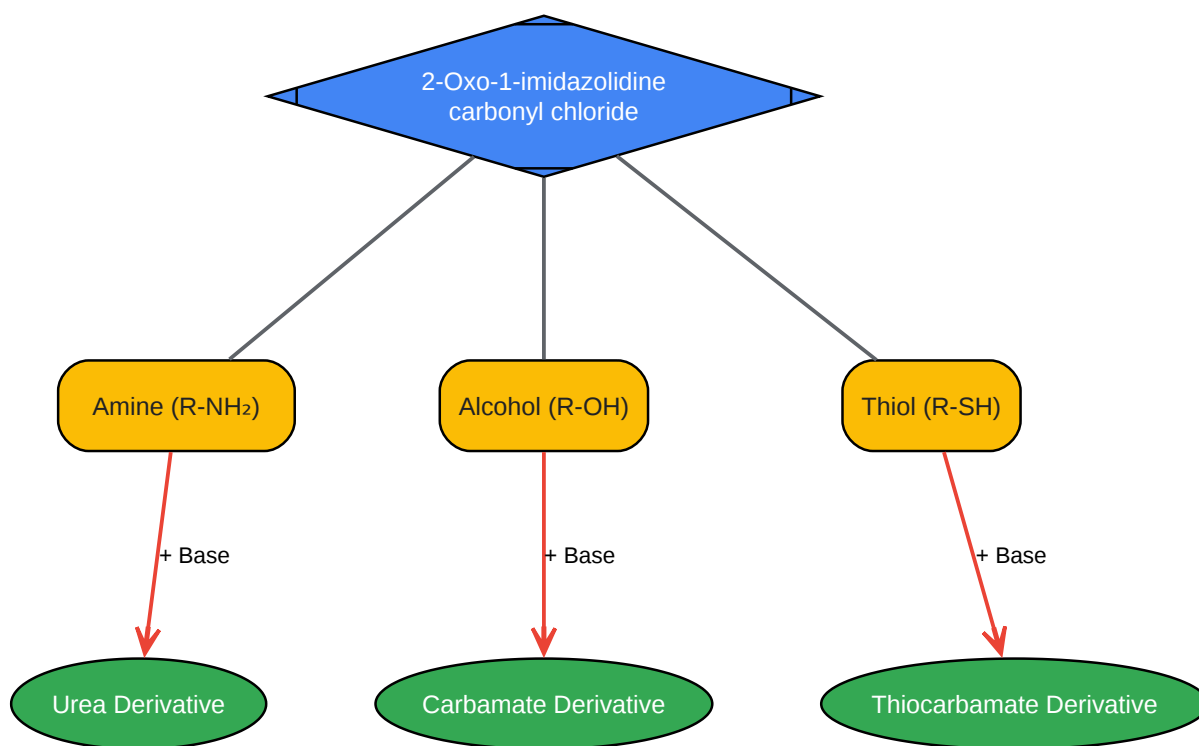 2-Oxo-1-imidazolidine
carbonyl chloride
Amine (R-NH₂)
Alcohol (R-OH)
Thiol (R-SH)
+ Base
+ Base
+ Base
Urea Derivative
Carbamate Derivative
Thiocarbamate Derivative